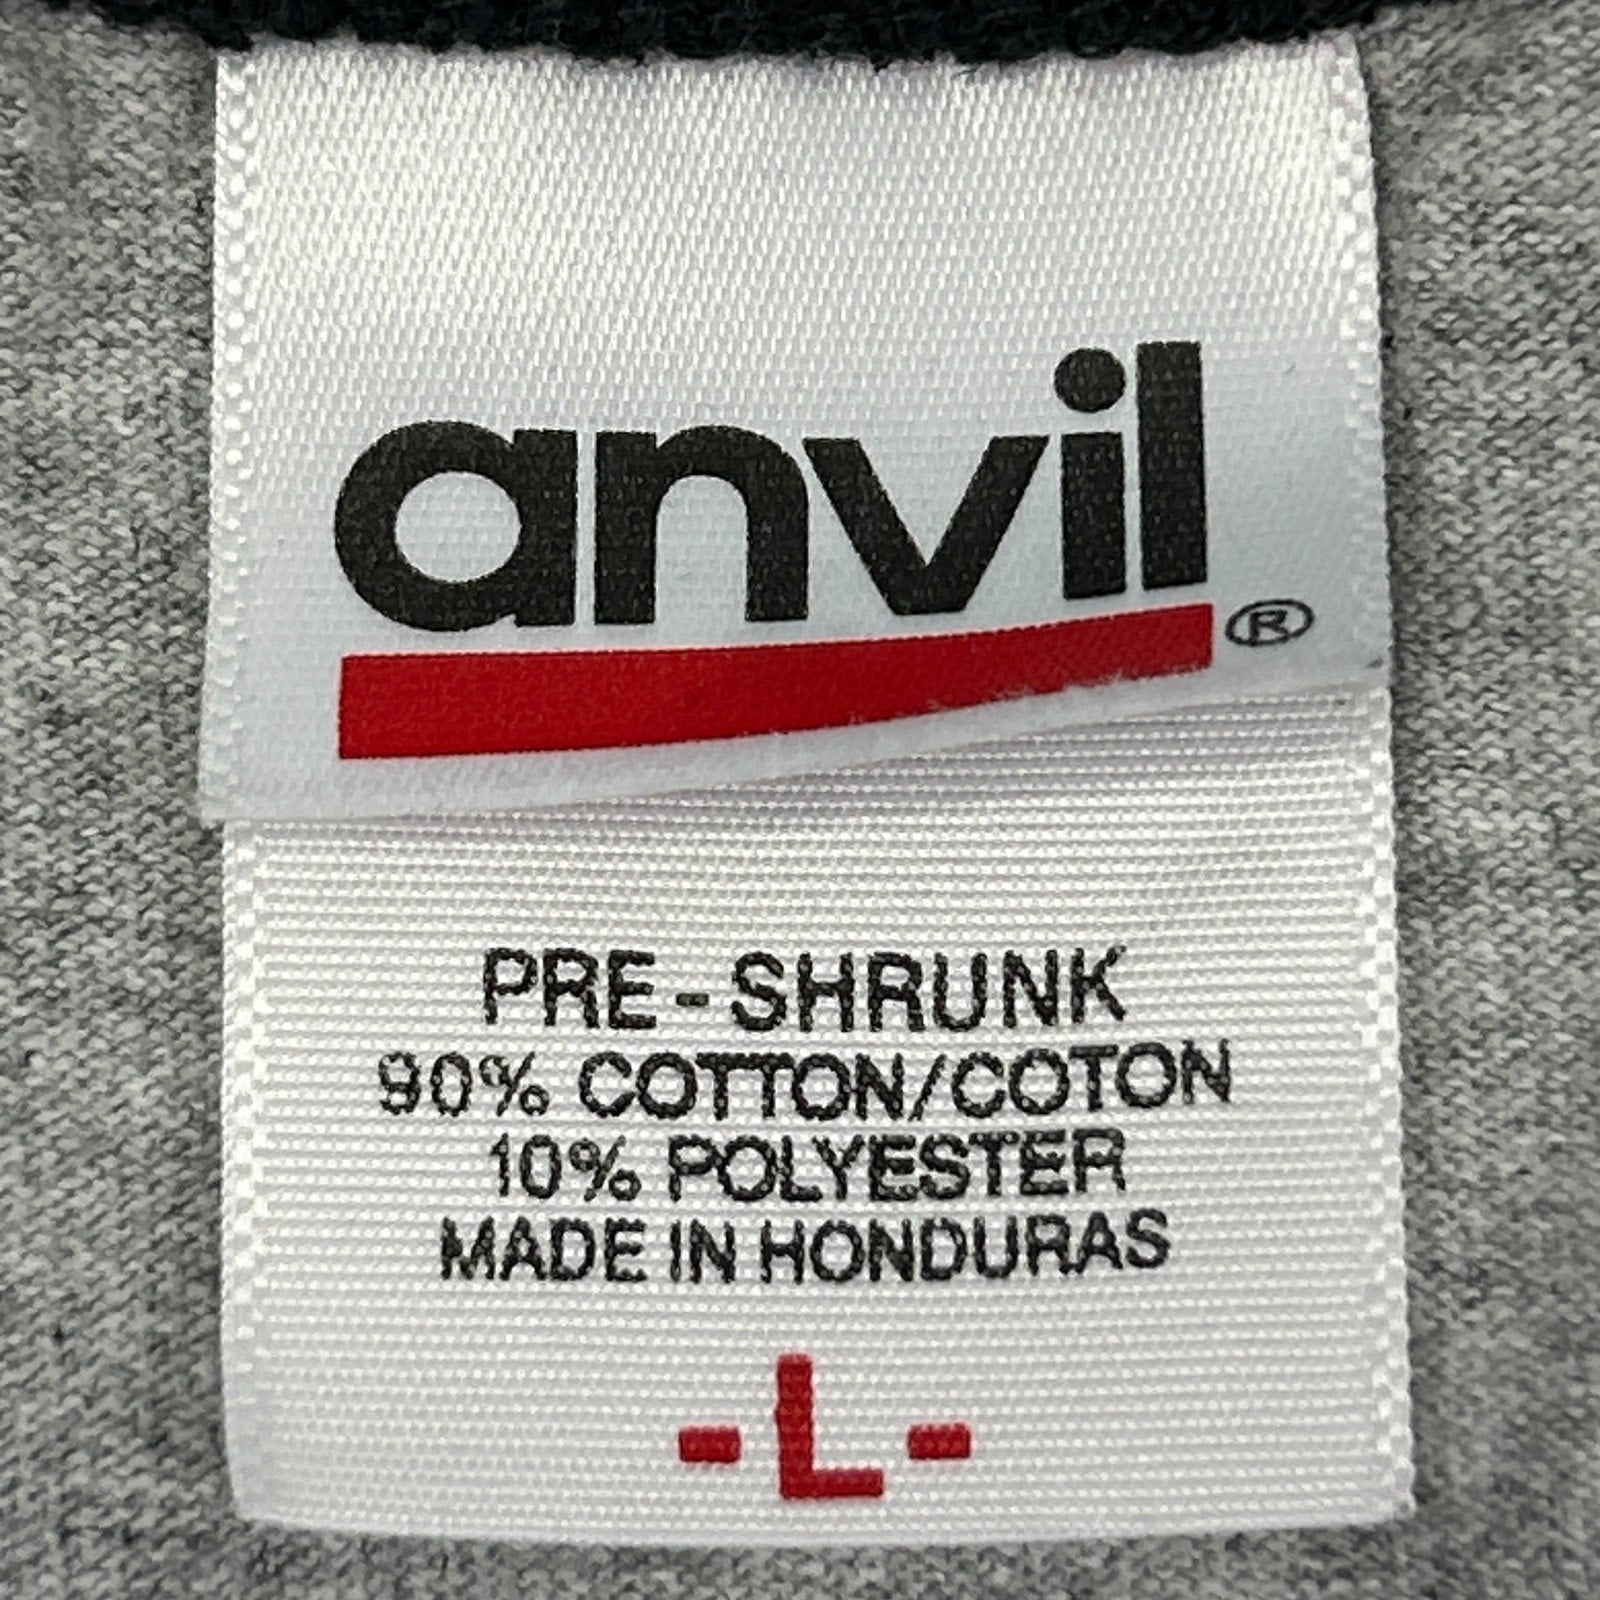 anvil®
PRE-SHRUNK
90% COTTON/COTON
10% POLYESTER
MADE IN HONDURAS
-L-